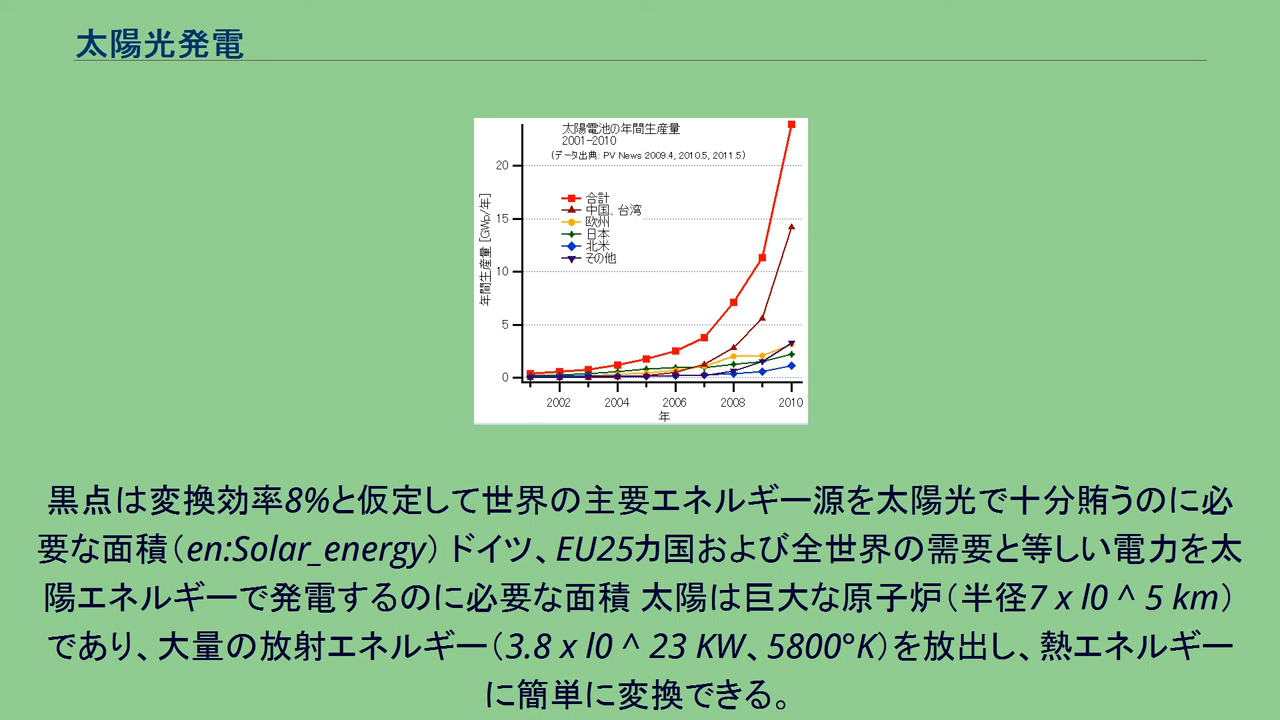 太陽光発電
太陽電池の年間生産量
2001-2010
（データ出典: PV News 2009.4, 2010.5, 2011.5）
合計
中国、台湾
欧州
日本
北米
その他
年間生産量 [GWp/年]
20
15
10
5
0
2002 2004 2006 2008 2010
年
黒点は変換効率8%と仮定して世界の主要エネルギー源を太陽光で十分賄うのに必
要な面積（en:Solar_energy）ドイツ、EU25カ国および全世界の需要と等しい電力を太
陽エネルギーで発電するのに必要な面積 太陽は巨大な原子炉（半径7 x l0 ^ 5 km）
であり、大量の放射エネルギー（3.8 x l0 ^ 23 KW、5800°K）を放出し、熱エネルギー
に簡単に変換できる。